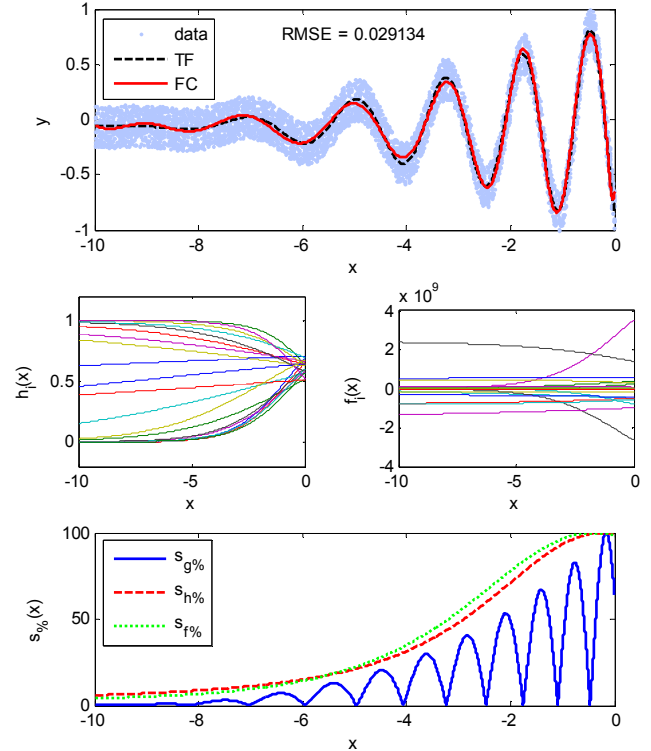 data
TF
FC
RMSE = 0.029134
1
0.5
0
-0.5
-1
y
-10 -8 -6 -4 -2 0
x
1
0.5
0
h_i(x)
-10 -5 0
x
x 10^9
4
2
0
-2
-4
f_i(x)
-10 -5 0
x
s_g%
s_h%
s_f%
100
50
0
s_%(x)
-10 -8 -6 -4 -2 0
x